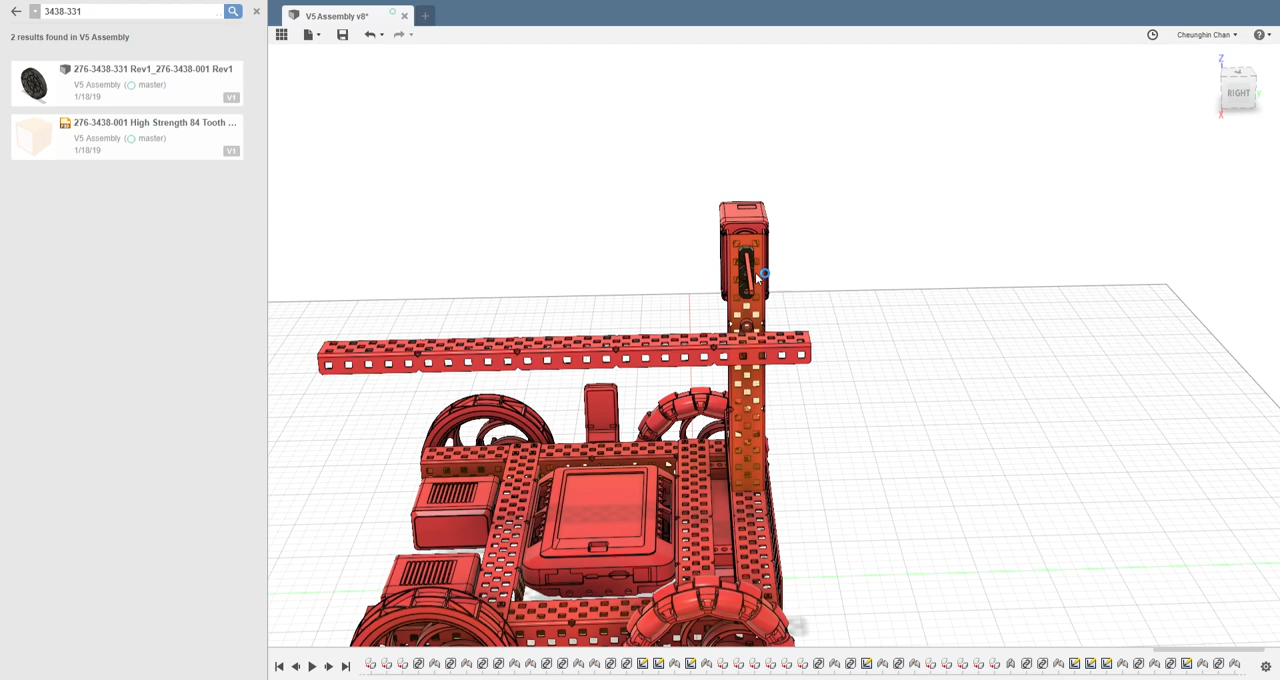 3438-331
2 results found in V5 Assembly
276-3438-331 Rev1_276-3438-001 Rev1
V5 Assembly ( master)
1/18/19
V1
276-3438-001 High Strength 84 Tooth ...
V5 Assembly ( master)
1/18/19
V1
V5 Assembly v8*
Cheunghin Chan
Z
RIGHT
Y
X